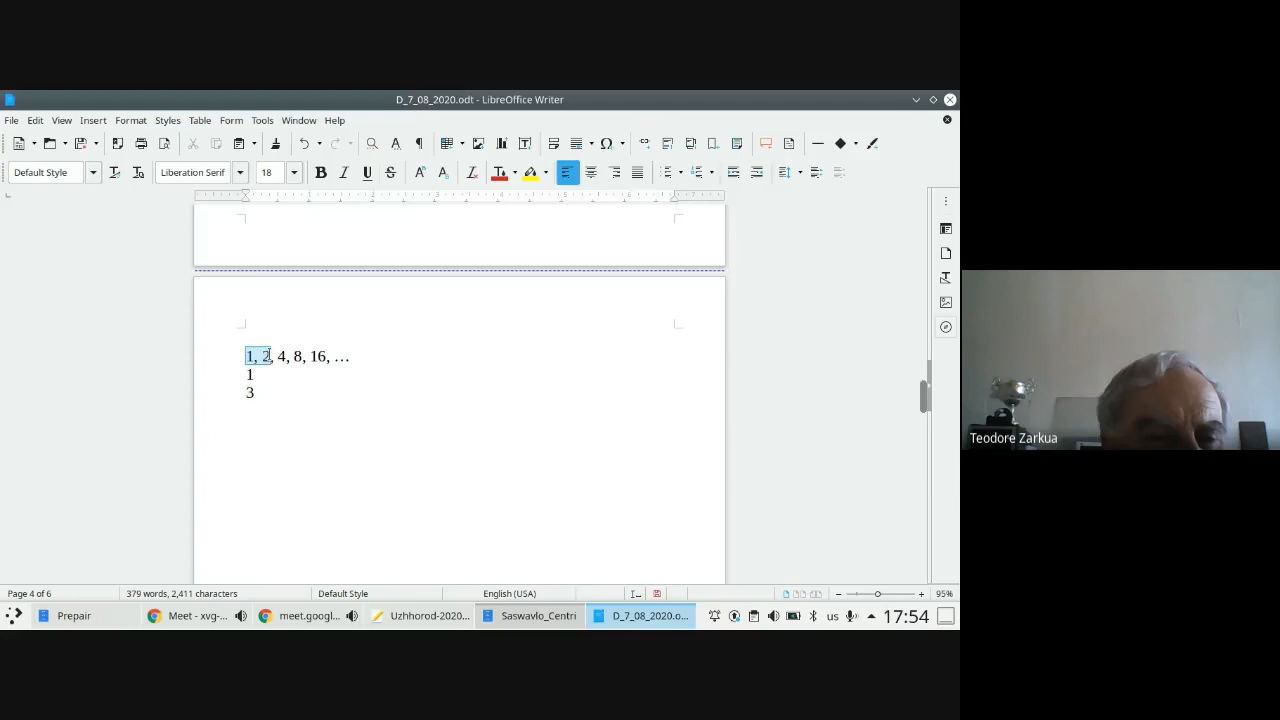 D_7_08_2020.odt - LibreOffice Writer
File Edit View Insert Format Styles Table Form Tools Window Help
Default Style Liberation Serif 18
1, 2, 4, 8, 16, …
1
3
Teodore Zarkua
Page 4 of 6 379 words, 2,411 characters Default Style English (USA) 95%
Prepair Meet - xvg-... meet.googl... Uzhhorod-2020... Saswavlo_Centri D_7_08_2020.o... us 17:54